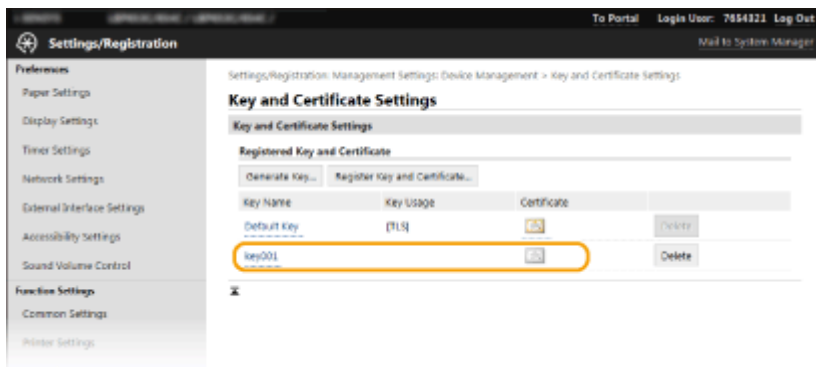 To Portal Login User: 7654321 Log Out
Settings/Registration
Mail to System Manager
Preferences
Paper Settings
Display Settings
Timer Settings
Network Settings
External Interface Settings
Accessibility Settings
Sound Volume Control
Function Settings
Common Settings
Printer Settings
Settings/Registration: Management Settings: Device Management > Key and Certificate Settings
Key and Certificate Settings
Key and Certificate Settings
Registered Key and Certificate
Generate Key... Register Key and Certificate...
Key Name Key Usage Certificate
Default Key [TLS] Delete
key001 Delete